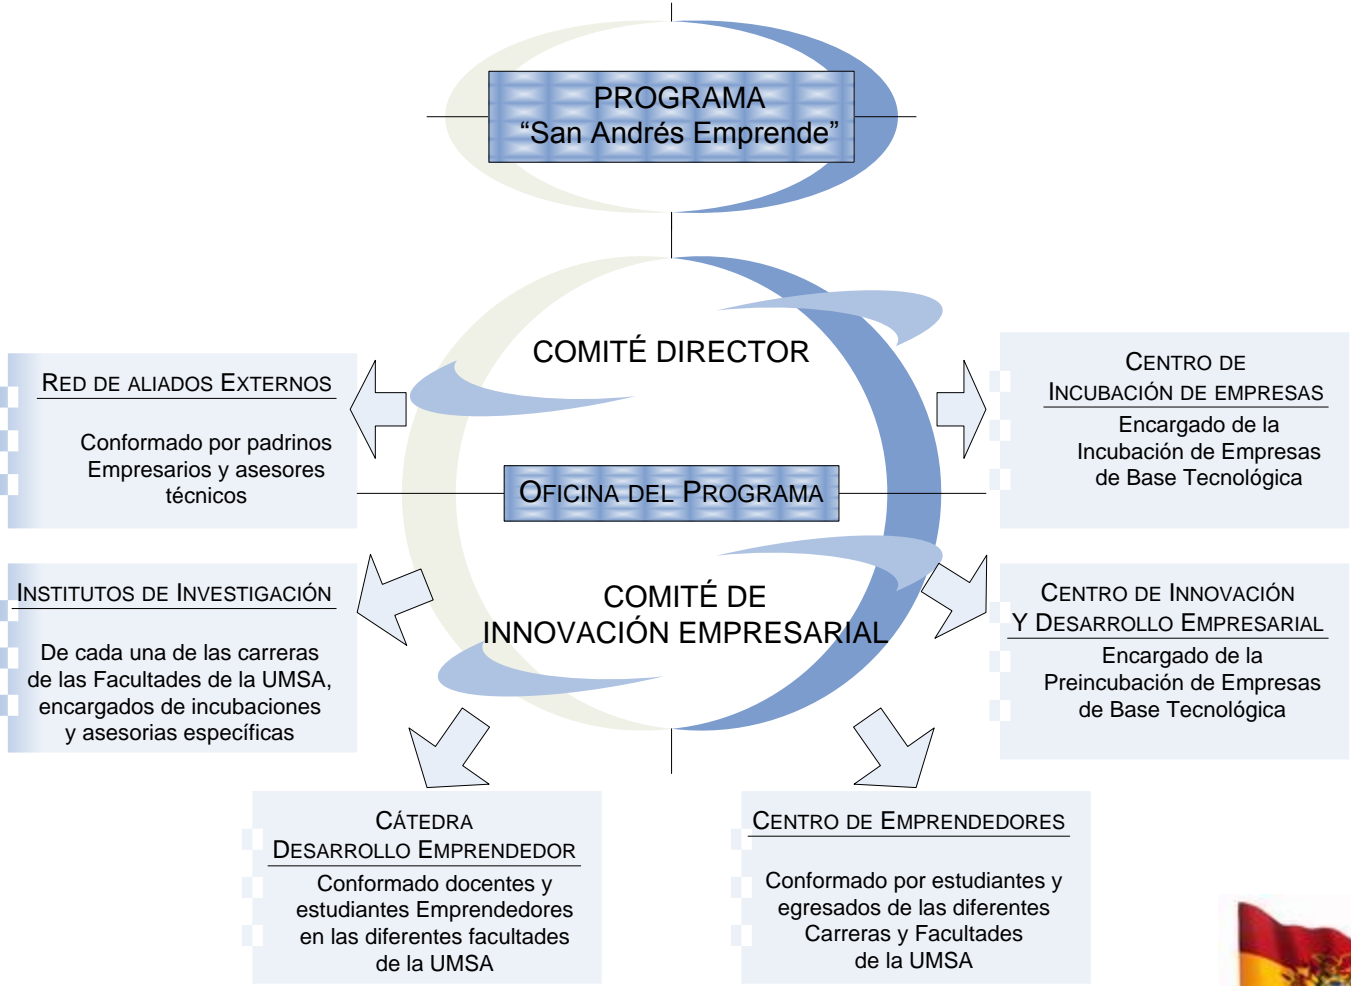 PROGRAMA
“San Andrés Emprende”
COMITÉ DIRECTOR
OFICINA DEL PROGRAMA
COMITÉ DE
INNOVACIÓN EMPRESARIAL
RED DE ALIADOS EXTERNOS
Conformado por padrinos
Empresarios y asesores
técnicos
INSTITUTOS DE INVESTIGACIÓN
De cada una de las carreras
de las Facultades de la UMSA,
encargados de incubaciones
y asesorias específicas
CÁTEDRA
DESARROLLO EMPRENDEDOR
Conformado docentes y
estudiantes Emprendedores
en las diferentes facultades
de la UMSA
CENTRO DE EMPRENDEDORES
Conformado por estudiantes y
egresados de las diferentes
Carreras y Facultades
de la UMSA
CENTRO DE
INCUBACIÓN DE EMPRESAS
Encargado de la
Incubación de Empresas
de Base Tecnológica
CENTRO DE INNOVACIÓN
Y DESARROLLO EMPRESARIAL
Encargado de la
Preincubación de Empresas
de Base Tecnológica